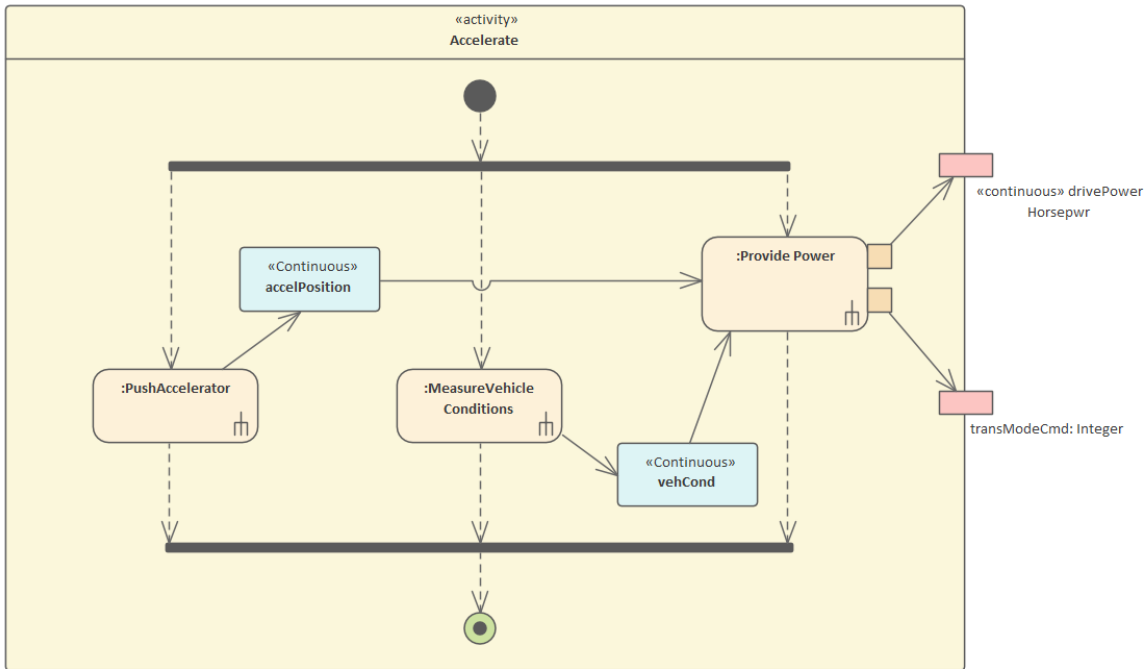 «activity»
Accelerate
«continuous» drivePower
Horsepwr
«Continuous»
accelPosition
:Provide Power
:PushAccelerator
:MeasureVehicle
Conditions
transModeCmd: Integer
«Continuous»
vehCond